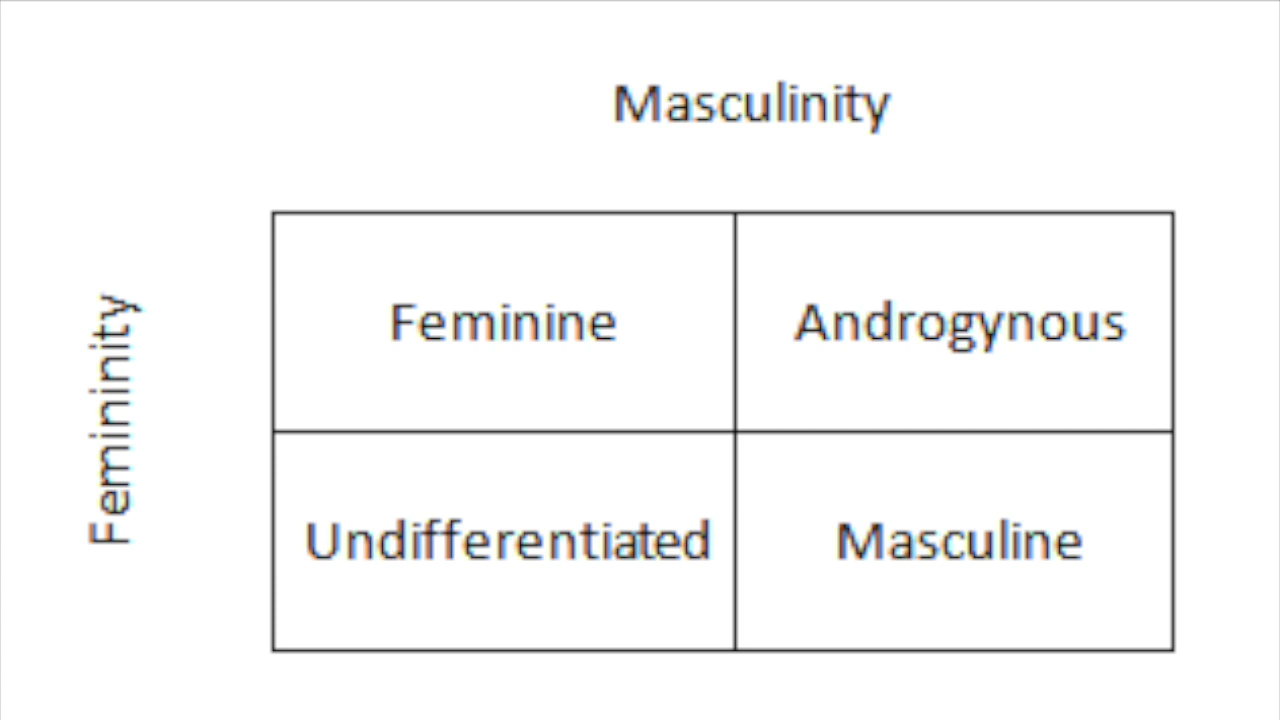 Masculinity
Femininity
Feminine
Androgynous
Undifferentiated
Masculine